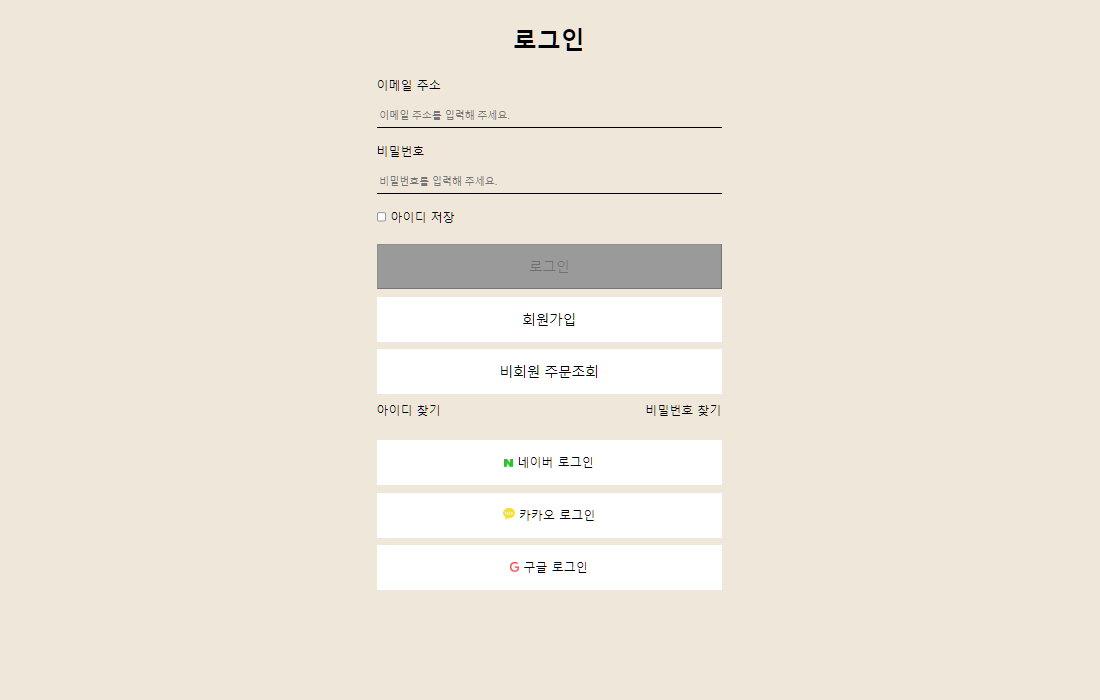 로그인
이메일 주소
이메일 주소를 입력해 주세요.
비밀번호
비밀번호를 입력해 주세요.
아이디 저장
로그인
회원가입
비회원 주문조회
아이디 찾기 비밀번호 찾기
N 네이버 로그인
카카오 로그인
G 구글 로그인